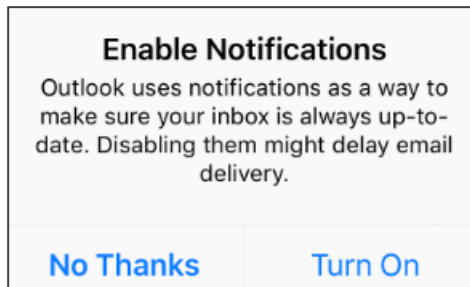 Enable Notifications
Outlook uses notifications as a way to
make sure your inbox is always up-to-
date. Disabling them might delay email
delivery.
No Thanks
Turn On